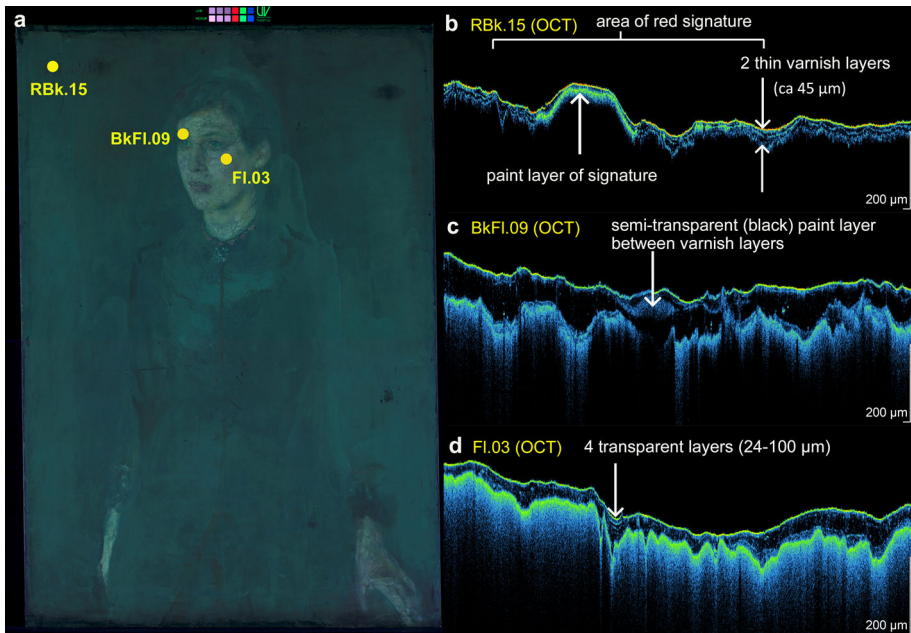 a
UV
RBk.15
BkFl.09
Fl.03
b RBk.15 (OCT) area of red signature
2 thin varnish layers
(ca 45 µm)
paint layer of signature
200 µm
c BkFl.09 (OCT) semi-transparent (black) paint layer
between varnish layers
200 µm
d Fl.03 (OCT) 4 transparent layers (24-100 µm)
200 µm